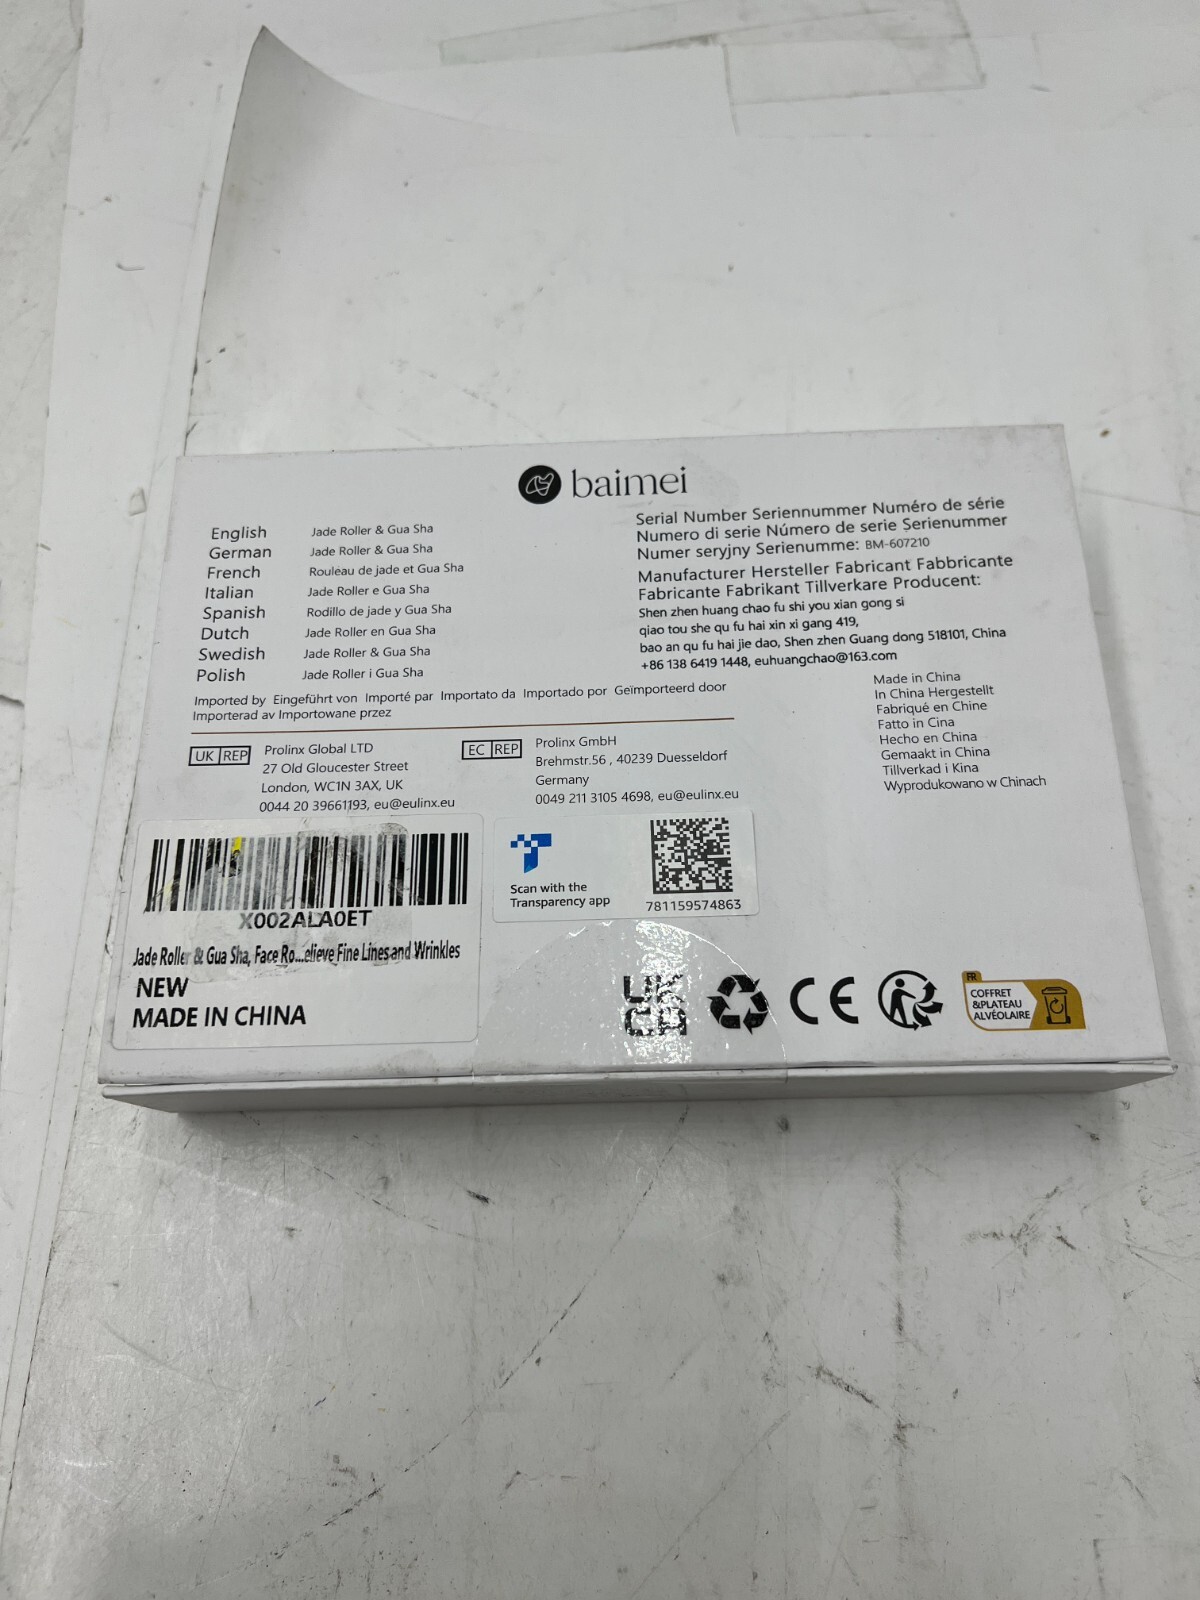 baimei
English Jade Roller & Gua Sha
German Jade Roller & Gua Sha
French Rouleau de jade et Gua Sha
Italian Jade Roller e Gua Sha
Spanish Rodillo de jade y Gua Sha
Dutch Jade Roller en Gua Sha
Swedish Jade Roller & Gua Sha
Polish Jade Roller i Gua Sha
Serial Number Seriennummer Numéro de série
Numero di serie Número de serie Serienummer
Numer seryjny Serienumme: BM-607210
Manufacturer Hersteller Fabricant Fabbricante
Fabricante Fabrikant Tillverkare Producent:
Shen zhen huang chao fu shi you xian gong si
qiao tou she qu fu hai xin xi gang 419,
bao an qu fu hai jie dao, Shen zhen Guang dong 518101, China
+86 138 6419 1448, euhuangchao@163.com
Imported by Eingeführt von Importé par Importato da Importado por Geïmporteerd door
Importerad av Importowane przez
UK REP
Prolinx Global LTD
27 Old Gloucester Street
London, WC1N 3AX, UK
0044 20 39661193, eu@eulinx.eu
EC REP
Prolinx GmbH
Brehmstr.56 , 40239 Duesseldorf
Germany
0049 211 3105 4698, eu@eulinx.eu
Made in China
In China Hergestellt
Fabriqué en Chine
Fatto in Cina
Hecho en China
Gemaakt in China
Tillverkad i Kina
Wyprodukowano w Chinach
X002ALA0ET
Jade Roller & Gua Sha, Face Ro...elieve Fine Lines and Wrinkles
NEW
MADE IN CHINA
Scan with the
Transparency app
781159574863
UK
CA
CE
FR
COFFRET
&PLATEAU
ALVÉOLAIRE